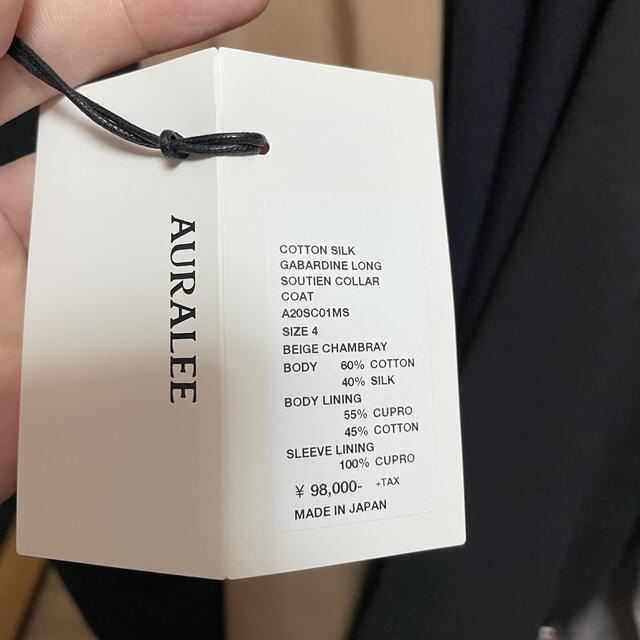 AURALEE
COTTON SILK
GABARDINE LONG
SOUTIEN COLLAR
COAT
A20SC01MS
SIZE 4
BEIGE CHAMBRAY
BODY 60% COTTON
40% SILK
BODY LINING
55% CUPRO
45% COTTON
SLEEVE LINING
100% CUPRO
¥ 98,000- +TAX
MADE IN JAPAN